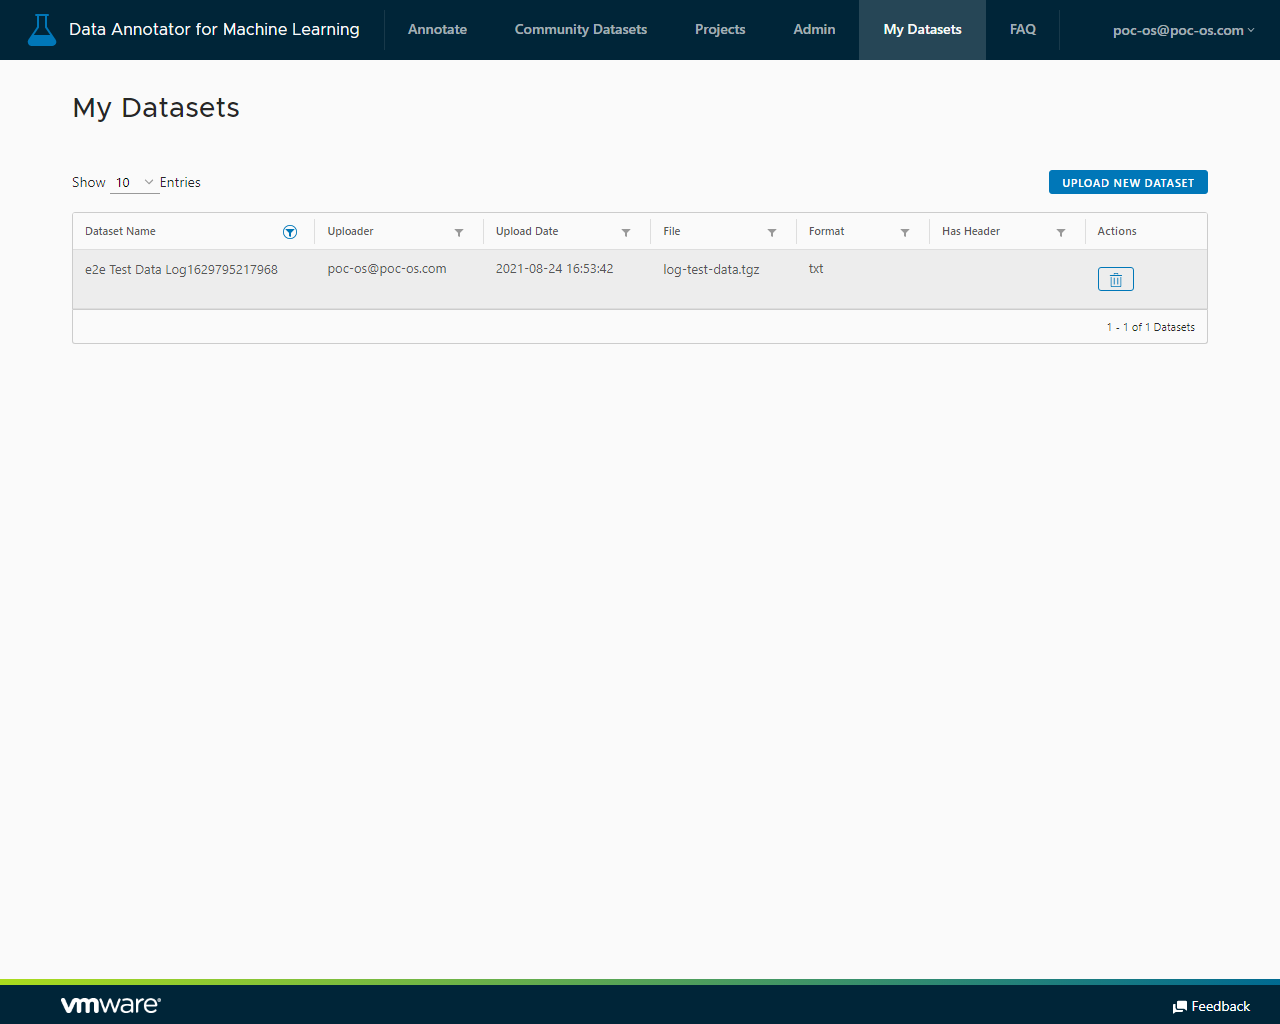 Data Annotator for Machine Learning
Annotate
Community Datasets
Projects
Admin
My Datasets
FAQ
poc-os@poc-os.com
My Datasets
Show 10 Entries
UPLOAD NEW DATASET
Dataset Name Uploader Upload Date File Format Has Header Actions
e2e Test Data Log1629795217968 poc-os@poc-os.com 2021-08-24 16:53:42 log-test-data.tgz txt
1 - 1 of 1 Datasets
vmware®
Feedback